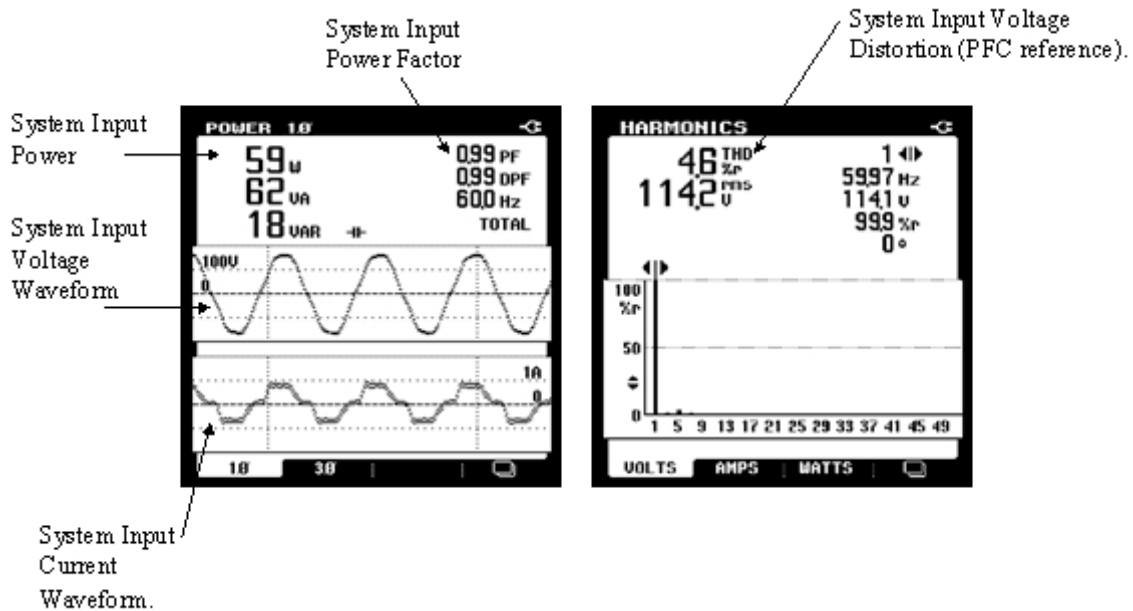 System Input
Power Factor
System Input Voltage
Distortion (PFC reference).
System Input
Power
System Input
Voltage
Waveform
System Input
Current
Waveform.
POWER 1Ø
59 W
62 VA
18 VAR
0.99 PF
0.99 DPF
60.0 Hz
TOTAL
100V
0
1A
0
1Ø
3Ø
HARMONICS
4.6 THD %r
114.2 rms V
1
59.97 Hz
114.1 V
99.9 %r
0 °
100
%r
50
0
1 5 9 13 17 21 25 29 33 37 41 45 49
VOLTS AMPS WATTS